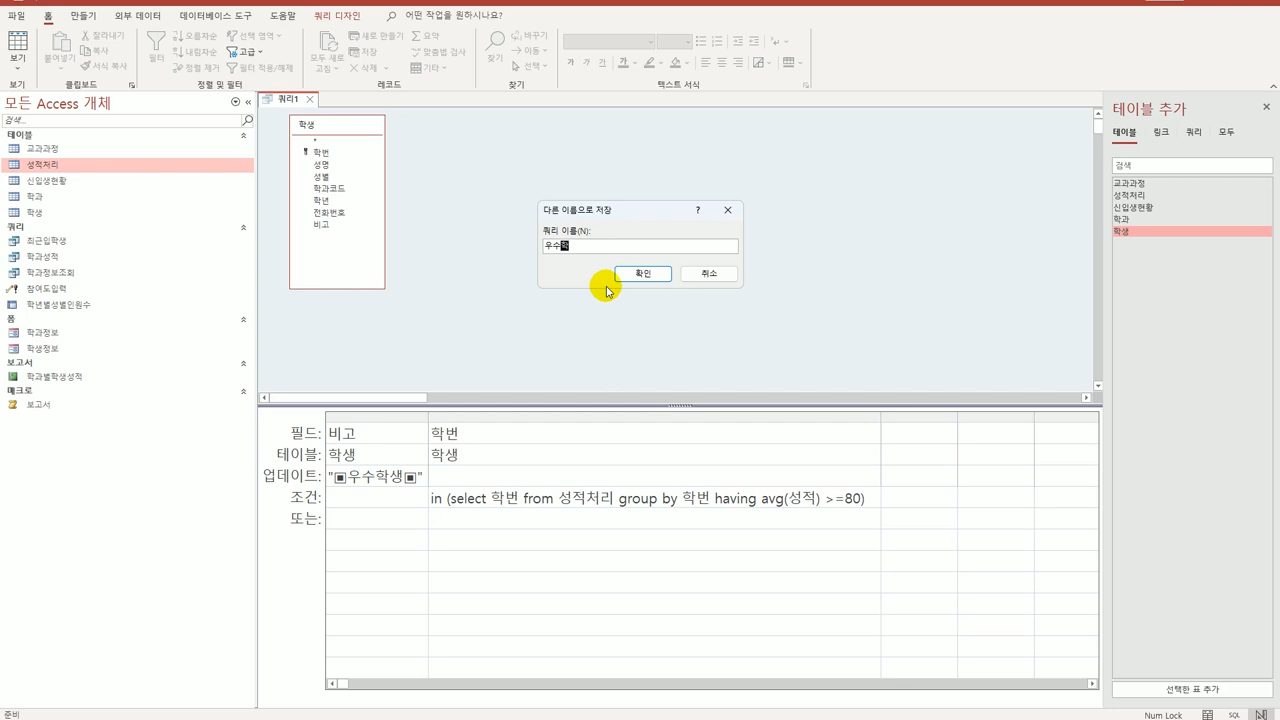 파일 홈 만들기 외부 데이터 데이터베이스 도구 도움말 쿼리 디자인 어떤 작업을 원하시나요?
보기
붙여넣기
잘라내기
복사
서식 복사
필터
오름차순
내림차순
정렬 제거
선택 영역
고급
필터 적용/해제
모두 새로 고침
새로 만들기
저장
삭제
요약
맞춤법 검사
기타
찾기
바꾸기
이동
선택
가 가 가 가
보기 클립보드 정렬 및 필터 레코드 찾기 텍스트 서식
모든 Access 개체
검색...
테이블
교과과정
성적처리
신입생현황
학과
학생
쿼리
최근입학생
학과성적
학과정보조회
참여도입력
학년별성별인원수
폼
학과정보
학생정보
보고서
학과별학생성적
매크로
보고서
쿼리1
학생
*
학번
성명
성별
학과코드
학년
전화번호
비고
다른 이름으로 저장 ?
쿼리 이름(N):
우수학
확인 취소
필드: 비고 학번
테이블: 학생 학생
업데이트: "▣우수학생▣"
조건: in (select 학번 from 성적처리 group by 학번 having avg(성적) >=80)
또는:
테이블 추가
테이블 링크 쿼리 모두
검색
교과과정
성적처리
신입생현황
학과
학생
선택한 표 추가
준비 Num Lock SQL